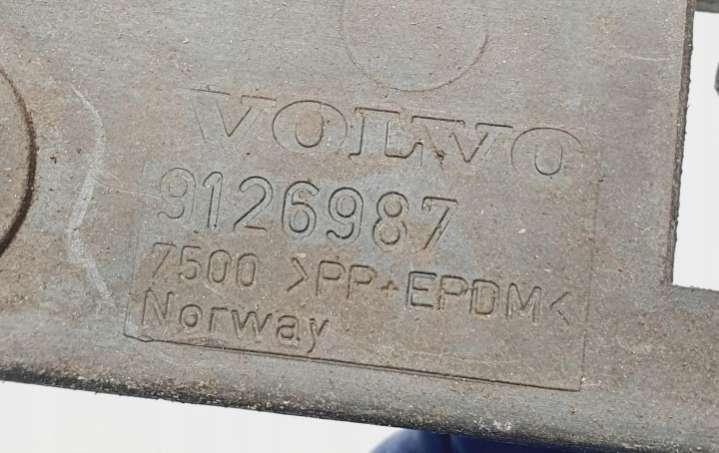 VOLVO
9126987
7500 >PP+EPDM<
Norway